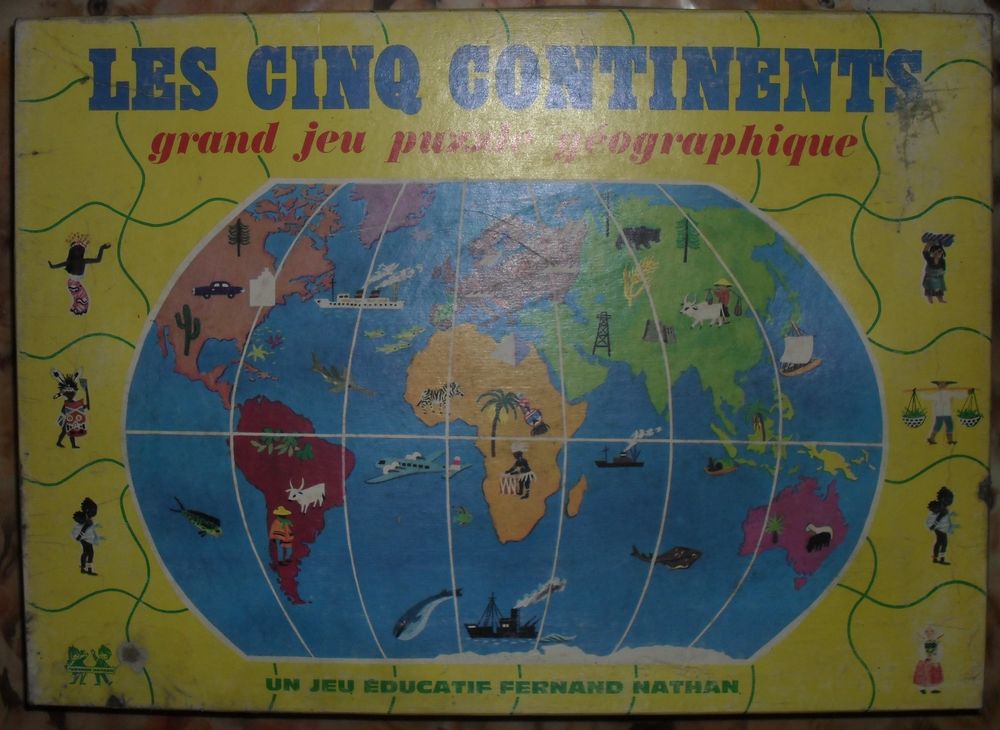 LES CINQ CONTINENTS
grand jeu puzzle géographique
UN JEU ÉDUCATIF FERNAND NATHAN